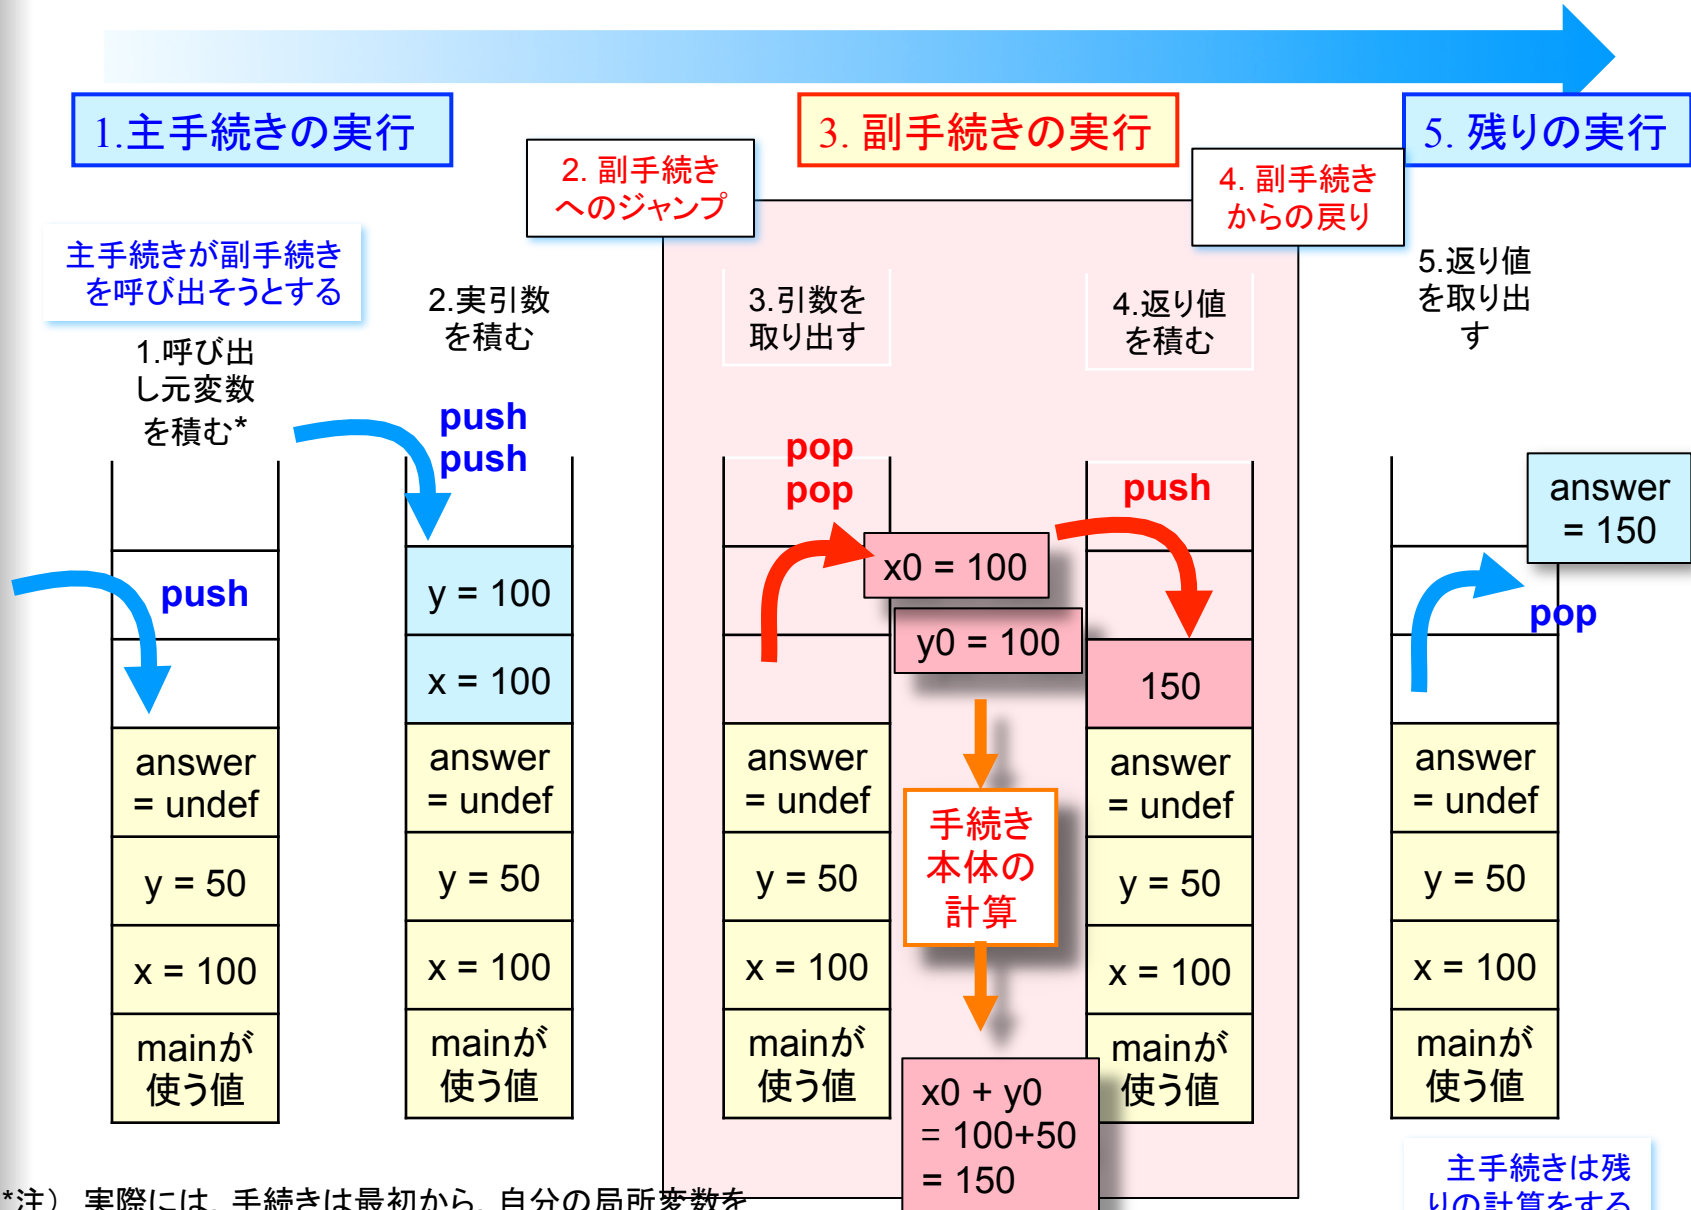 1.主手続きの実行
3. 副手続きの実行
5. 残りの実行
2. 副手続き
へのジャンプ
4. 副手続き
からの戻り
主手続きが副手続き
を呼び出そうとする
1.呼び出
し元変数
を積む*
2.実引数
を積む
3.引数を
取り出す
4.返り値
を積む
5.返り値
を取り出
す
push
answer
= undef
y = 50
x = 100
mainが
使う値
push
push
y = 100
x = 100
answer
= undef
y = 50
x = 100
mainが
使う値
pop
pop
answer
= undef
y = 50
x = 100
mainが
使う値
x0 = 100
y0 = 100
手続き
本体の
計算
x0 + y0
= 100+50
= 150
push
150
answer
= undef
y = 50
x = 100
mainが
使う値
answer
= 150
pop
answer
= undef
y = 50
x = 100
mainが
使う値
主手続きは残
りの計算をする
*注） 実際には、手続きは最初から、自分の局所変数を